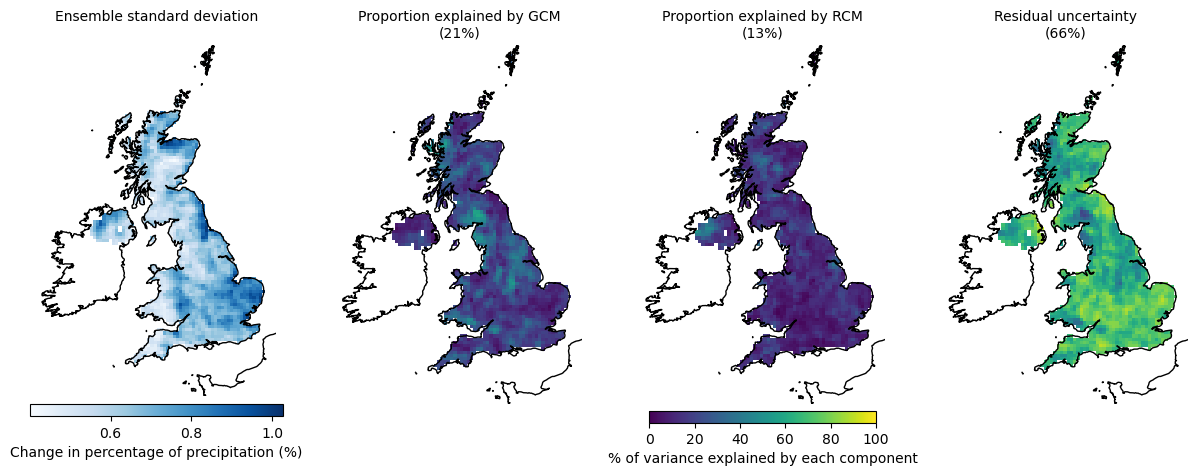 Ensemble standard deviation
Proportion explained by GCM
(21%)
Proportion explained by RCM
(13%)
Residual uncertainty
(66%)
0.6 0.8 1.0
Change in percentage of precipitation (%)
0 20 40 60 80 100
% of variance explained by each component